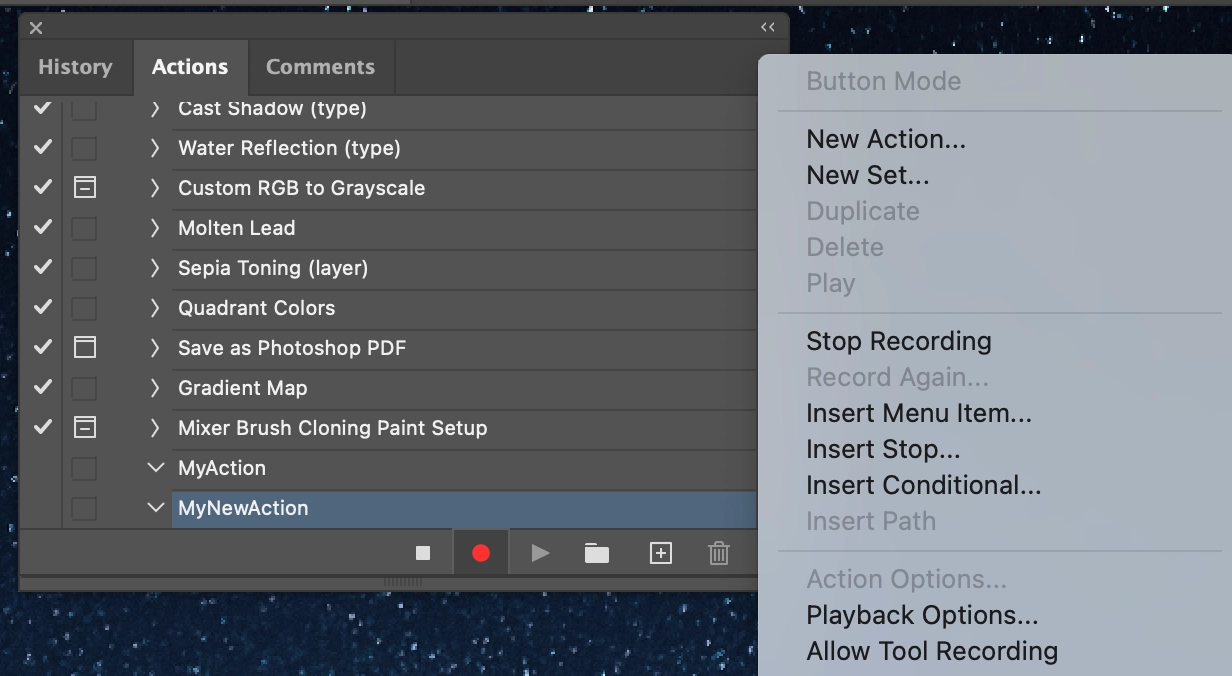 History
Actions
Comments
Cast Shadow (type)
Water Reflection (type)
Custom RGB to Grayscale
Molten Lead
Sepia Toning (layer)
Quadrant Colors
Save as Photoshop PDF
Gradient Map
Mixer Brush Cloning Paint Setup
MyAction
MyNewAction
Button Mode
New Action...
New Set...
Duplicate
Delete
Play
Stop Recording
Record Again...
Insert Menu Item...
Insert Stop...
Insert Conditional...
Insert Path
Action Options...
Playback Options...
Allow Tool Recording